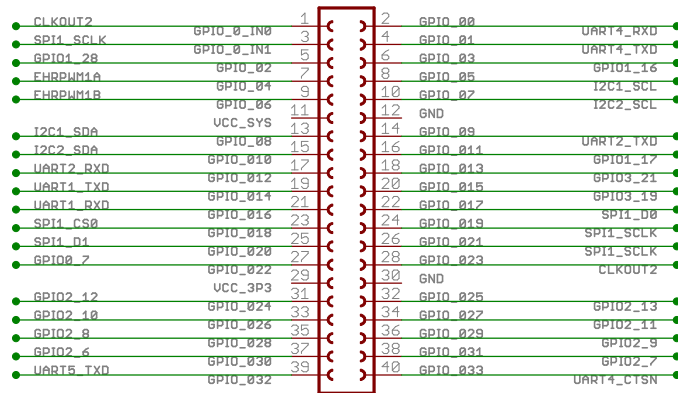 CLKOUT2 1 2 GPIO_00
GPIO_0_IN0 UART4_RXD
SPI1_SCLK 3 4 GPIO_01
GPIO_0_IN1 UART4_TXD
GPIO1_28 5 6 GPIO_03
GPIO_02 GPIO1_16
EHRPWM1A 7 8 GPIO_05
GPIO_04 I2C1_SCL
EHRPWM1B 9 10 GPIO_07
GPIO_06 I2C2_SCL
11 12 GND
VCC_SYS
I2C1_SDA 13 14 GPIO_09
GPIO_08 UART2_TXD
I2C2_SDA 15 16 GPIO_011
GPIO_010 GPIO1_17
UART2_RXD 17 18 GPIO_013
GPIO_012 GPIO3_21
UART1_TXD 19 20 GPIO_015
GPIO_014 GPIO3_19
UART1_RXD 21 22 GPIO_017
GPIO_016 SPI1_D0
SPI1_CS0 23 24 GPIO_019
GPIO_018 SPI1_SCLK
SPI1_D1 25 26 GPIO_021
GPIO_020 SPI1_SCLK
GPIO0_7 27 28 GPIO_023
GPIO_022 CLKOUT2
29 30 GND
VCC_3P3
GPIO2_12 31 32 GPIO_025
GPIO_024 GPIO2_13
GPIO2_10 33 34 GPIO_027
GPIO_026 GPIO2_11
GPIO2_8 35 36 GPIO_029
GPIO_028 GPIO2_9
GPIO2_6 37 38 GPIO_031
GPIO_030 GPIO2_7
UART5_TXD 39 40 GPIO_033
GPIO_032 UART4_CTSN